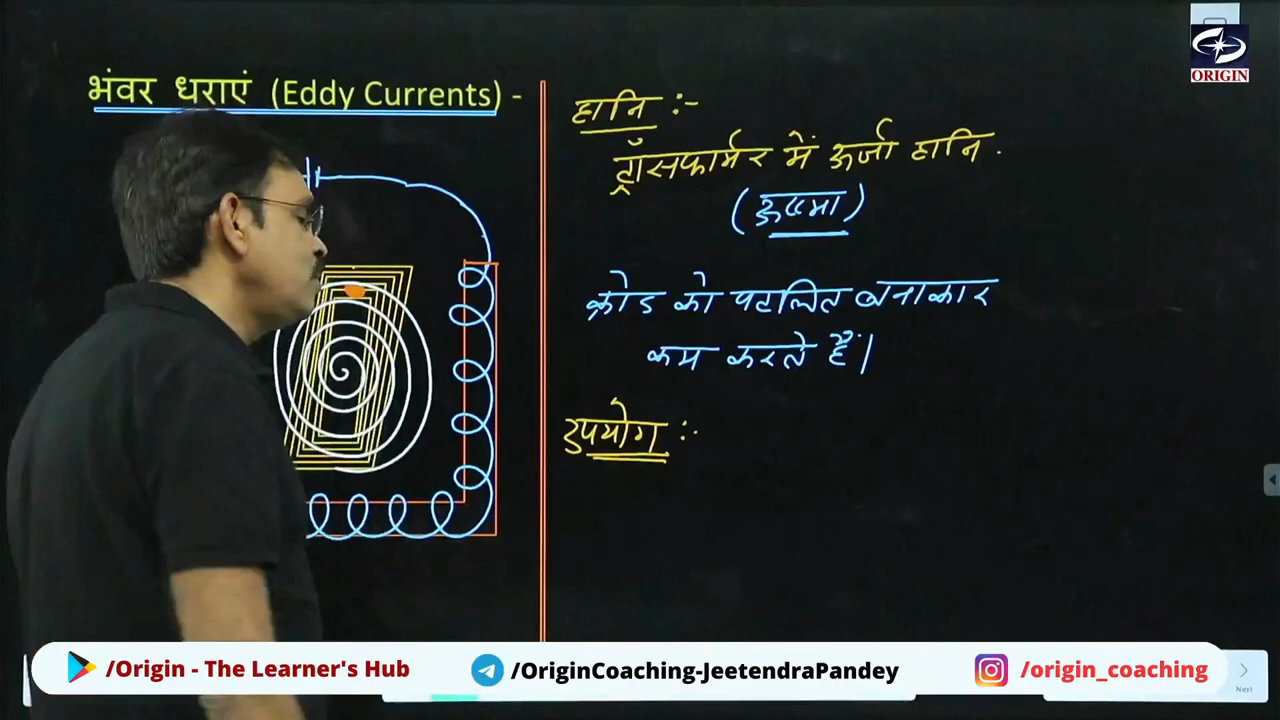 भंवर धराएं (Eddy Currents) -
हानि :-
ट्राँसफार्मर में ऊर्जा हानि .
(ऊष्मा)
क्रोड को पटलित बनाकार
कम करते हैं।
उपयोग :-
ORIGIN
/Origin - The Learner's Hub
/OriginCoaching-JeetendraPandey
/origin_coaching
Next